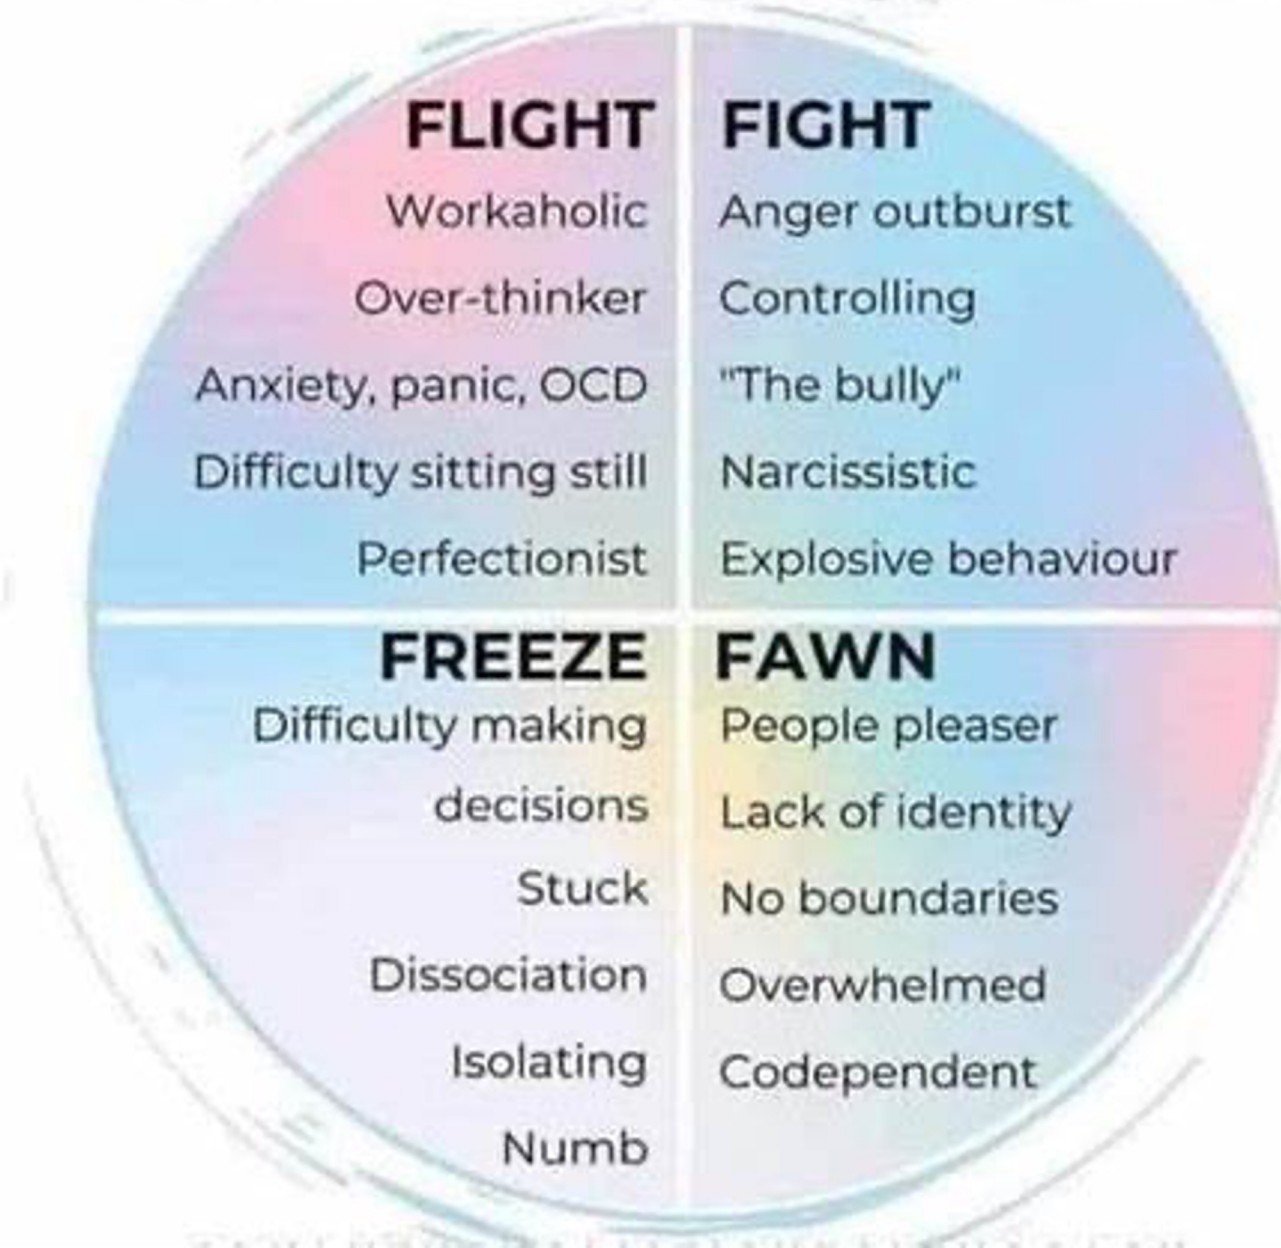 FLIGHT
Workaholic
Over-thinker
Anxiety, panic, OCD
Difficulty sitting still
Perfectionist
FIGHT
Anger outburst
Controlling
"The bully"
Narcissistic
Explosive behaviour
FREEZE
Difficulty making
decisions
Stuck
Dissociation
Isolating
Numb
FAWN
People pleaser
Lack of identity
No boundaries
Overwhelmed
Codependent